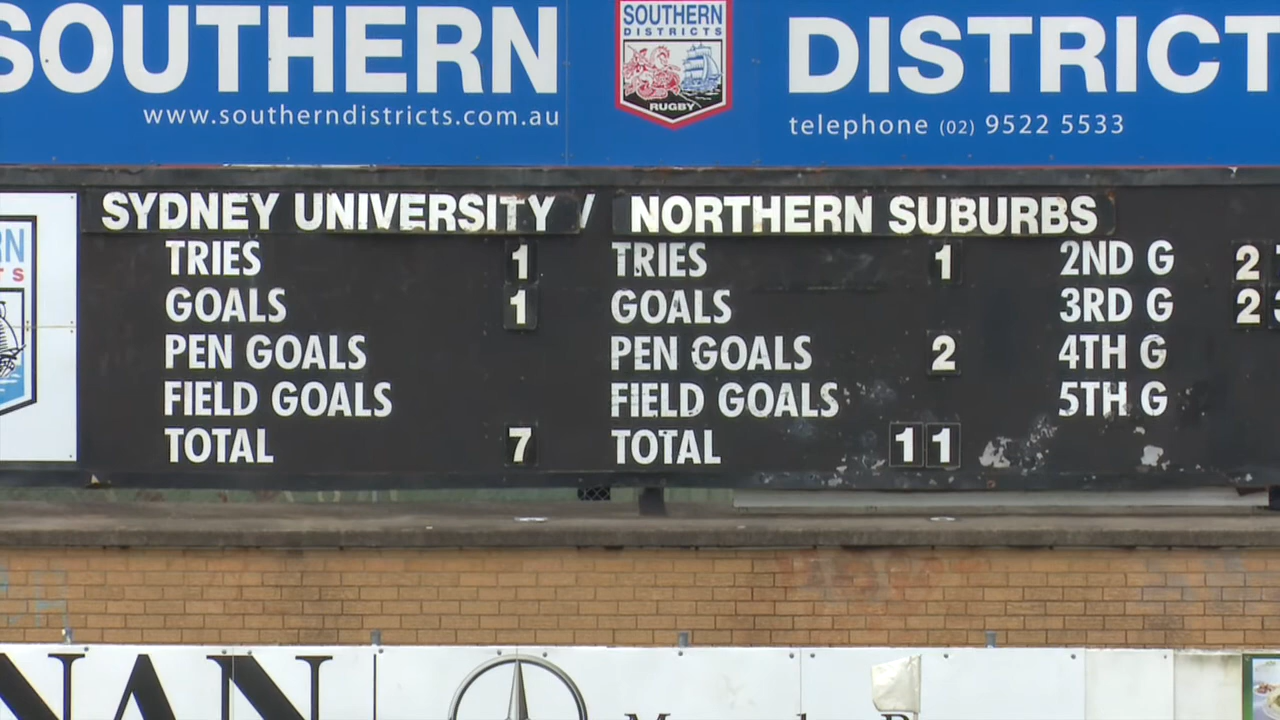 SOUTHERN
SOUTHERN
DISTRICTS
RUGBY
DISTRICT
www.southerndistricts.com.au
telephone (02) 9522 5533
SYDNEY UNIVERSITY V NORTHERN SUBURBS
TRIES 1 TRIES 1 2ND G 2
GOALS 1 GOALS 3RD G 2
PEN GOALS PEN GOALS 2 4TH G
FIELD GOALS FIELD GOALS 5TH G
TOTAL 7 TOTAL 11